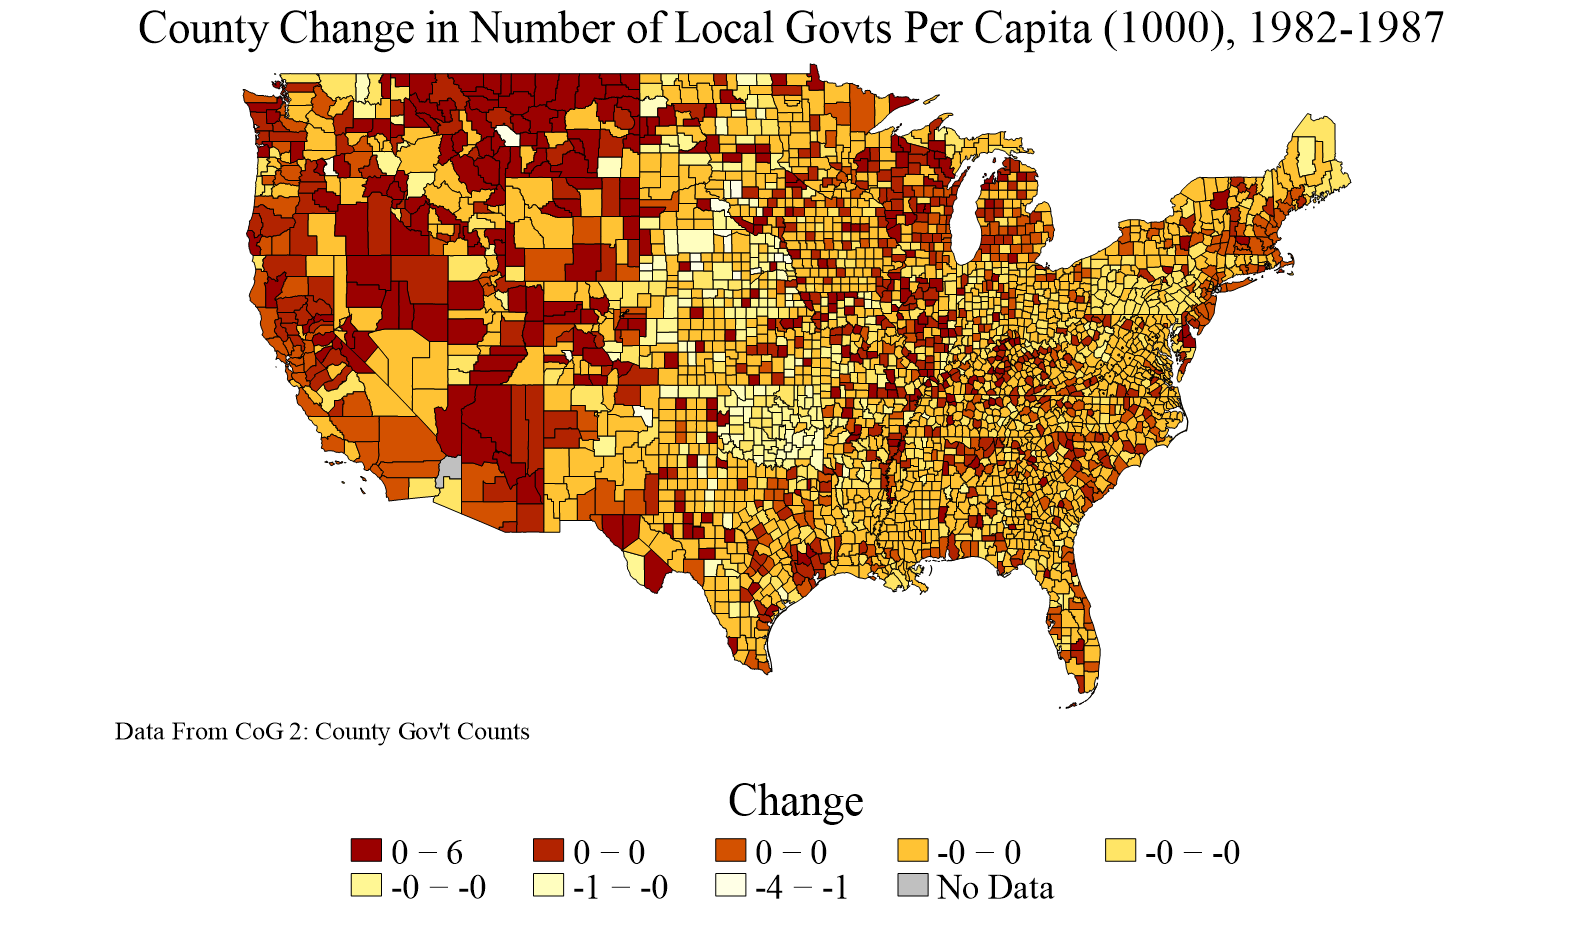 County Change in Number of Local Govts Per Capita (1000), 1982-1987
Data From CoG 2: County Gov't Counts
Change
0 − 6
0 − 0
0 − 0
-0 − 0
-0 − -0
-0 − -0
-1 − -0
-4 − -1
No Data